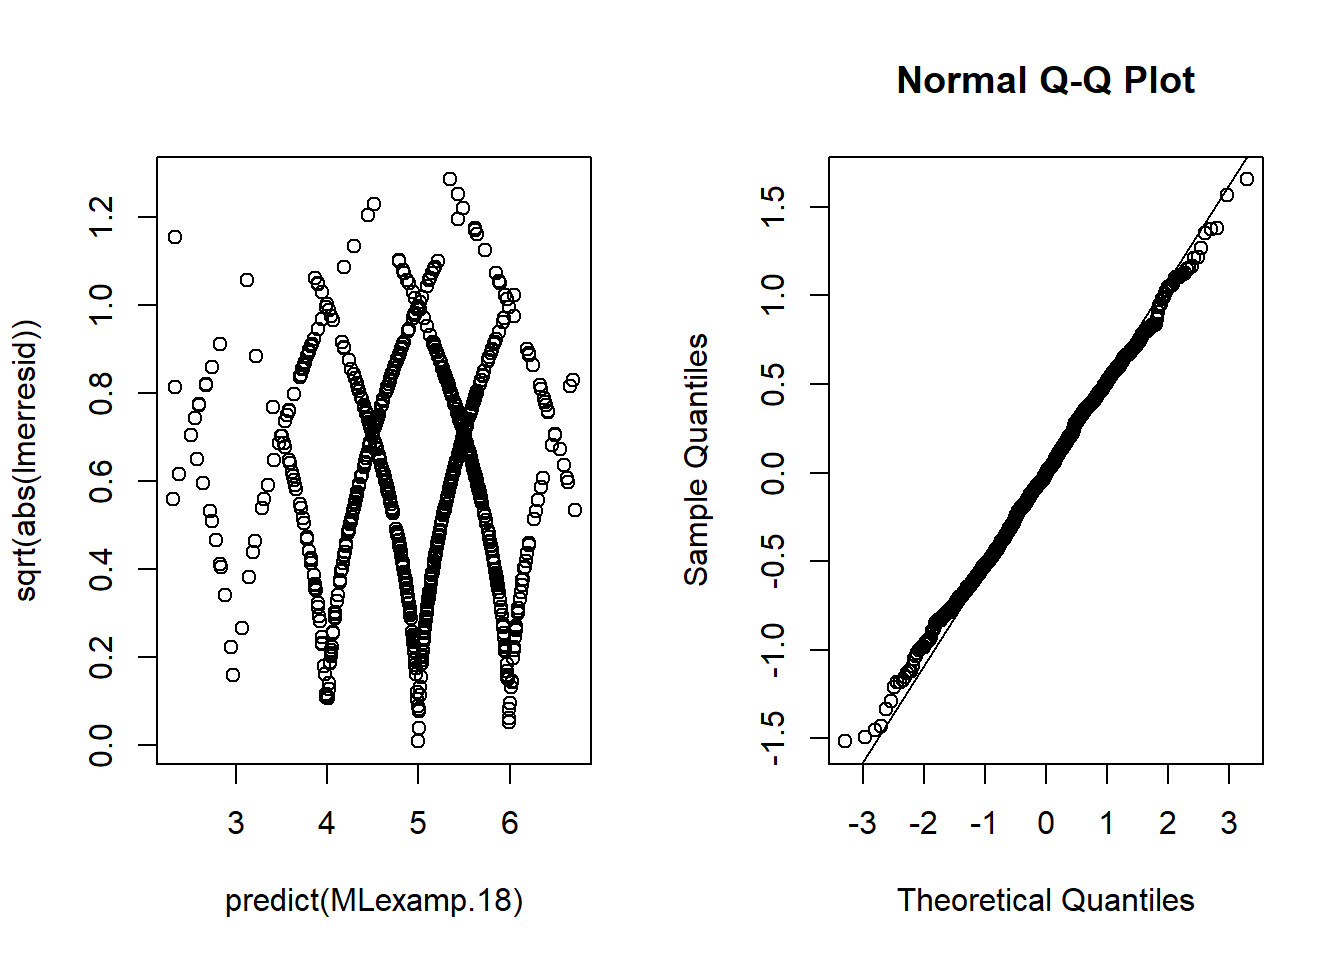 sqrt(abs(lmerresid))
0.0 0.2 0.4 0.6 0.8 1.0 1.2
3 4 5 6
predict(MLexamp.18)
Normal Q-Q Plot
Sample Quantiles
-1.5 -1.0 -0.5 0.0 0.5 1.0 1.5
-3 -2 -1 0 1 2 3
Theoretical Quantiles